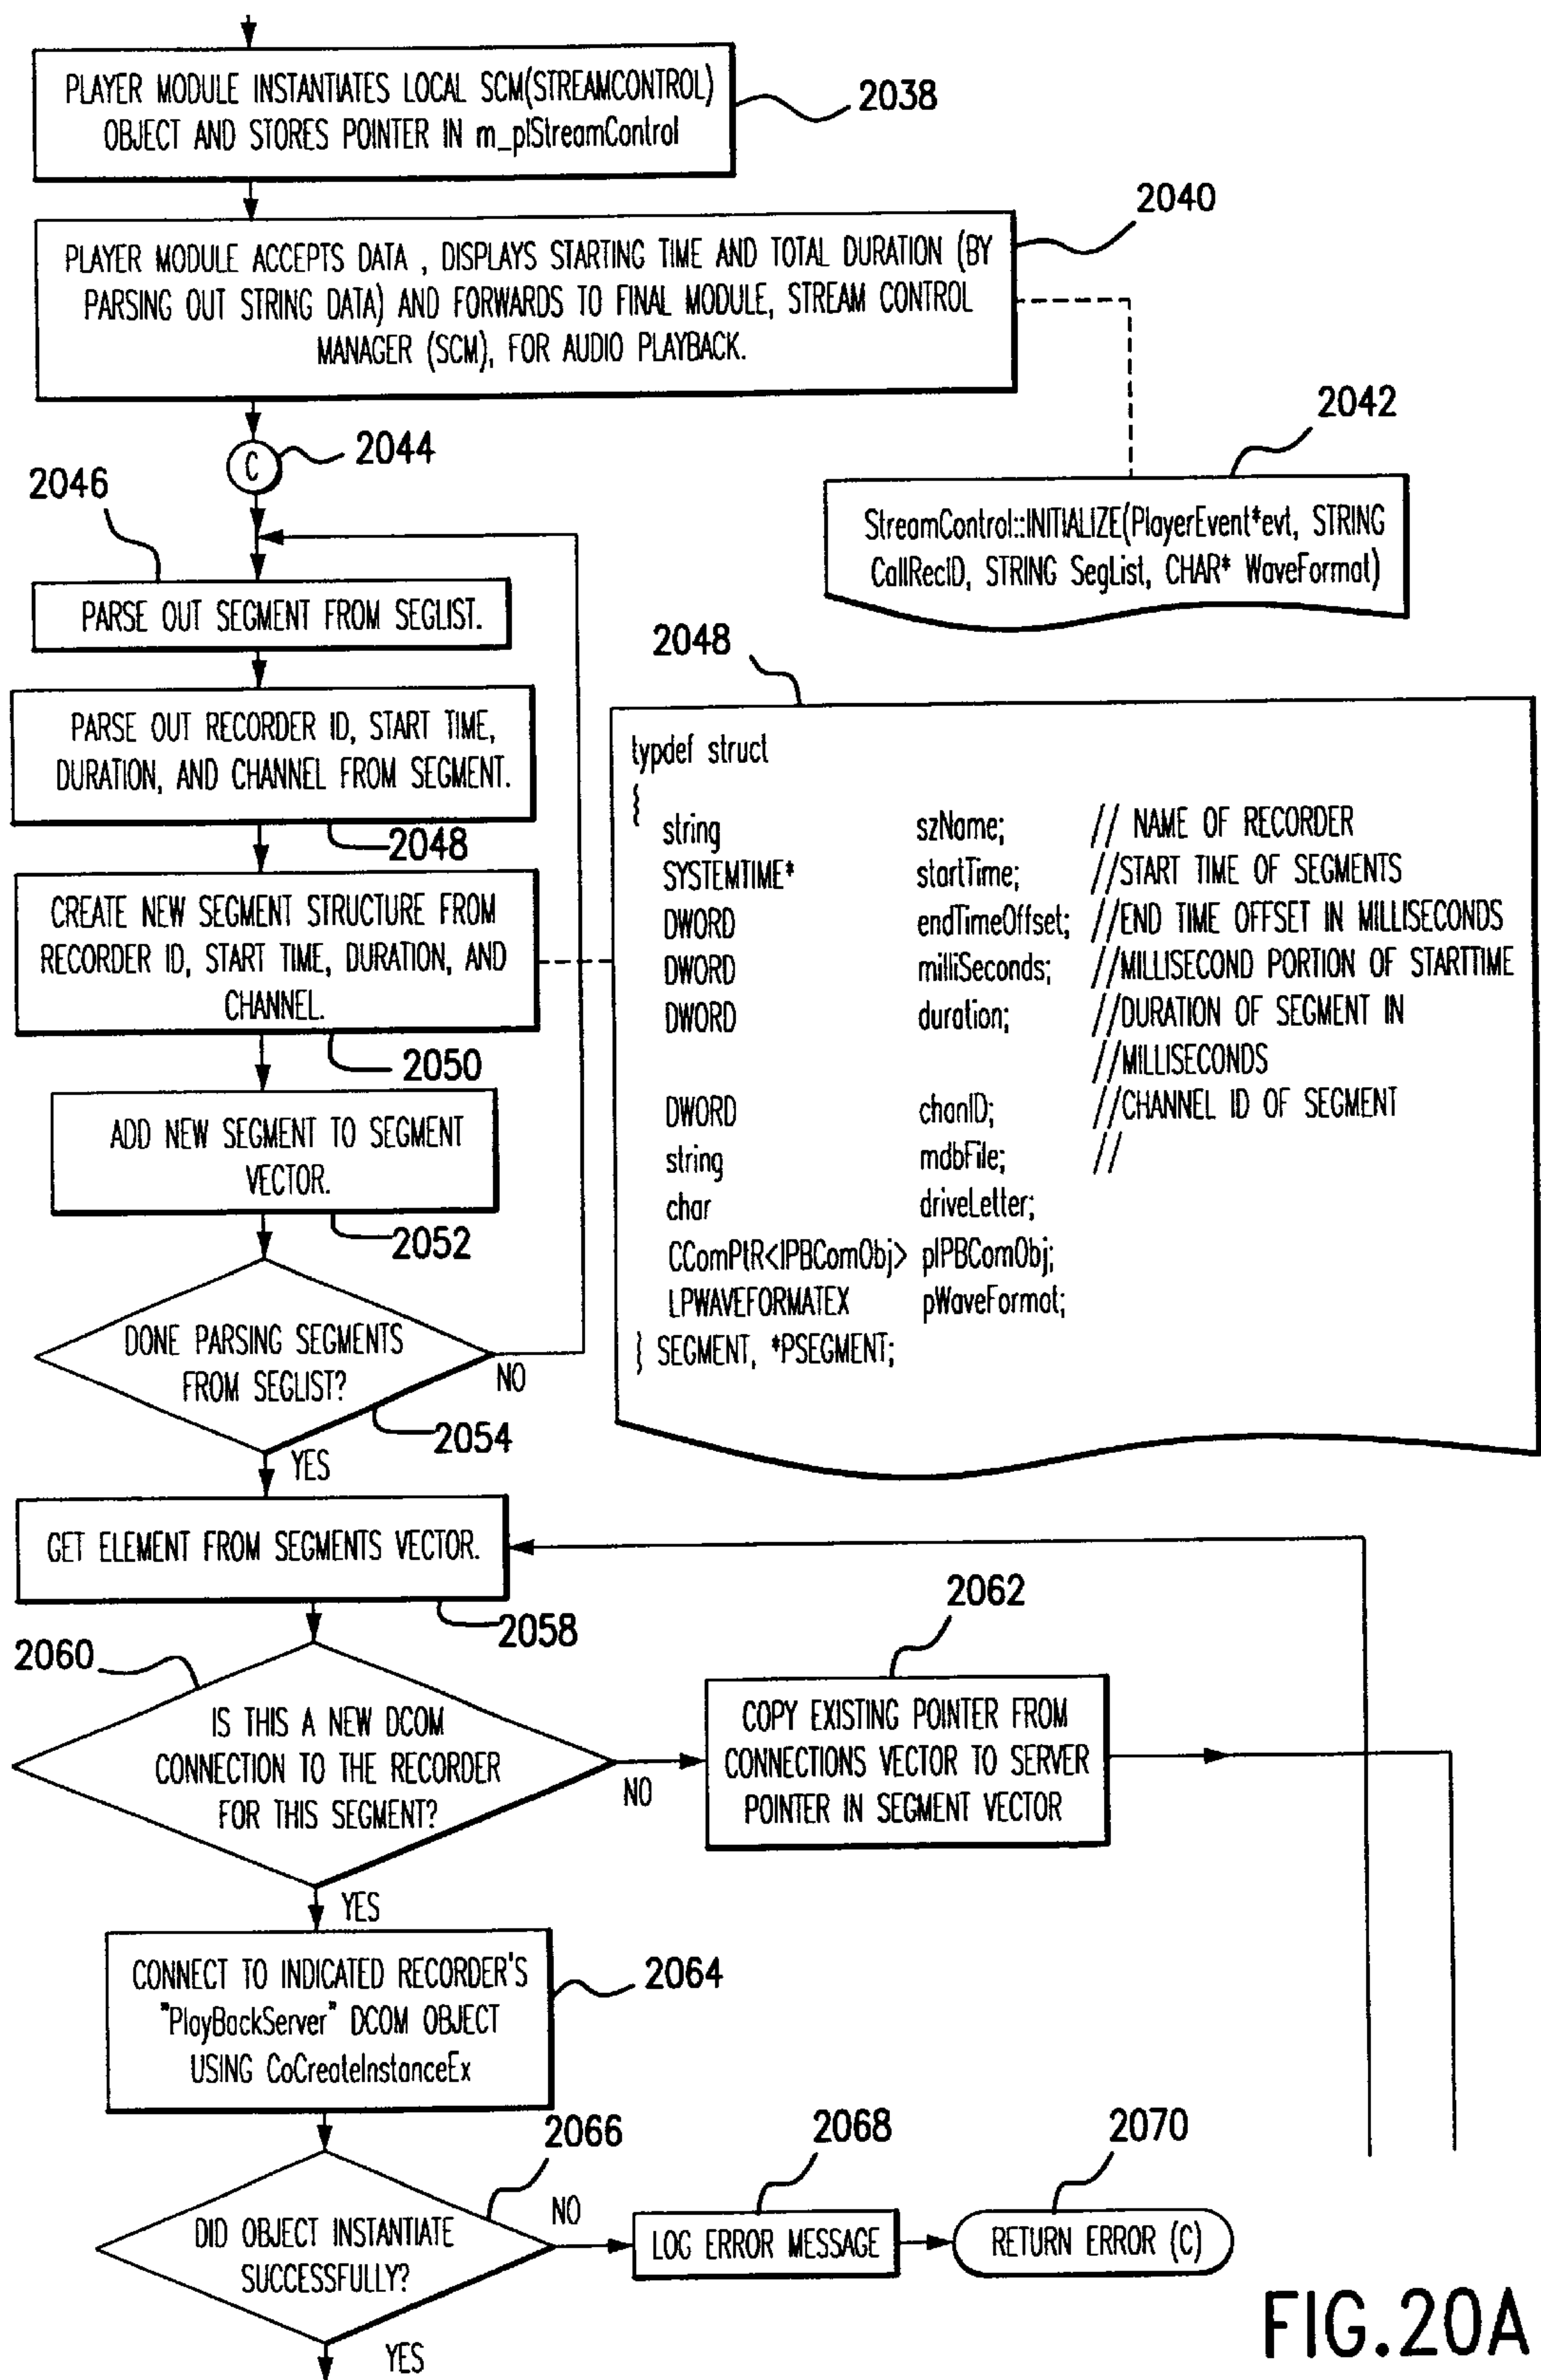 PLAYER MODULE INSTANTIATES LOCAL SCM(STREAMCONTROL)
OBJECT AND STORES POINTER IN m_plStreamControl
2038
2040
PLAYER MODULE ACCEPTS DATA , DISPLAYS STARTING TIME AND TOTAL DURATION (BY
PARSING OUT STRING DATA) AND FORWARDS TO FINAL MODULE, STREAM CONTROL
MANAGER (SCM), FOR AUDIO PLAYBACK.
2042
StreamControl::INITIALIZE(PlayerEvent*evt, STRING
CallRecID, STRING SegList, CHAR* WaveFormat)
C
2044
2046
PARSE OUT SEGMENT FROM SEGLIST.
PARSE OUT RECORDER ID, START TIME,
DURATION, AND CHANNEL FROM SEGMENT.
2048
CREATE NEW SEGMENT STRUCTURE FROM
RECORDER ID, START TIME, DURATION, AND
CHANNEL.
2050
2048
typdef struct
{
string szName; // NAME OF RECORDER
SYSTEMTIME* startTime; //START TIME OF SEGMENTS
DWORD endTimeOffset; //END TIME OFFSET IN MILLISECONDS
DWORD milliSeconds; //MILLISECOND PORTION OF STARTTIME
DWORD duration; //DURATION OF SEGMENT IN
//MILLISECONDS
DWORD chanID; //CHANNEL ID OF SEGMENT
string mdbFile; //
char driveLetter;
CComPtR<IPBComObj> pIPBComObj;
LPWAVEFORMATEX pWaveFormat;
} SEGMENT, *PSEGMENT;
ADD NEW SEGMENT TO SEGMENT
VECTOR.
2052
DONE PARSING SEGMENTS
FROM SEGLIST?
NO
2054
YES
GET ELEMENT FROM SEGMENTS VECTOR.
2058
2060
IS THIS A NEW DCOM
CONNECTION TO THE RECORDER
FOR THIS SEGMENT?
NO
2062
COPY EXISTING POINTER FROM
CONNECTIONS VECTOR TO SERVER
POINTER IN SEGMENT VECTOR
YES
CONNECT TO INDICATED RECORDER'S
"PlayBackServer" DCOM OBJECT
USING CoCreateInstanceEx
2064
2066
DID OBJECT INSTANTIATE
SUCCESSFULLY?
NO
2068
LOG ERROR MESSAGE
2070
RETURN ERROR (C)
YES
FIG.20A